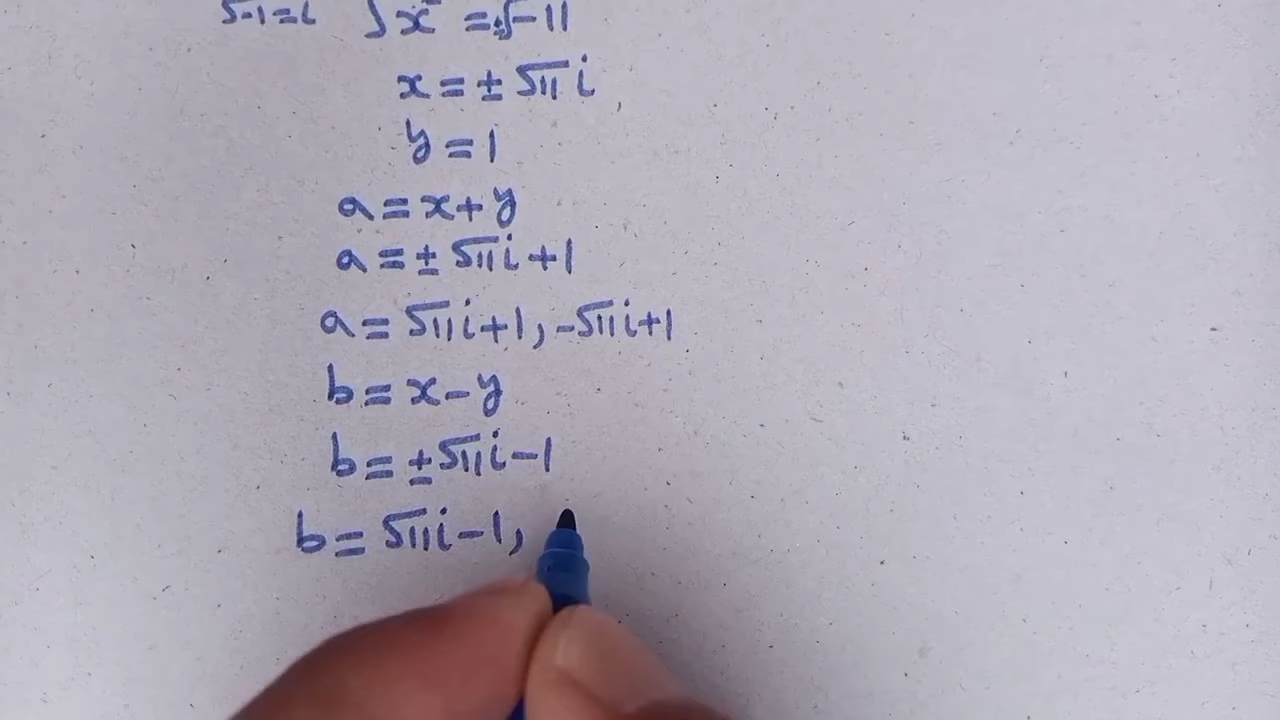 √-1=i √x² =±√-11
x=±√11 i
y=1
a=x+y
a=±√11i+1
a=√11i+1,-√11i+1
b=x-y
b=±√11i-1
b=√11i-1,